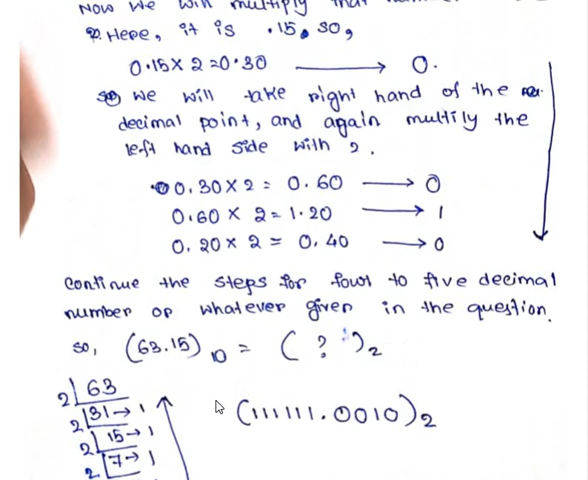 Now we will multiply that
Here, it is .15. so,
0.15 x 2 = 0.30 → 0.
we will take right hand of the
decimal point, and again multily the
left hand side with 2.
0.30 x 2 = 0.60 → 0
0.60 x 2 = 1.20 → 1
0.20 x 2 = 0.40 → 0
continue the steps for four to five decimal
number or whatever given in the question.
so, (63.15)10 = ( ? )2
2 63
2 31 → 1
2 15 → 1
2 7 → 1
(111111.0010)2